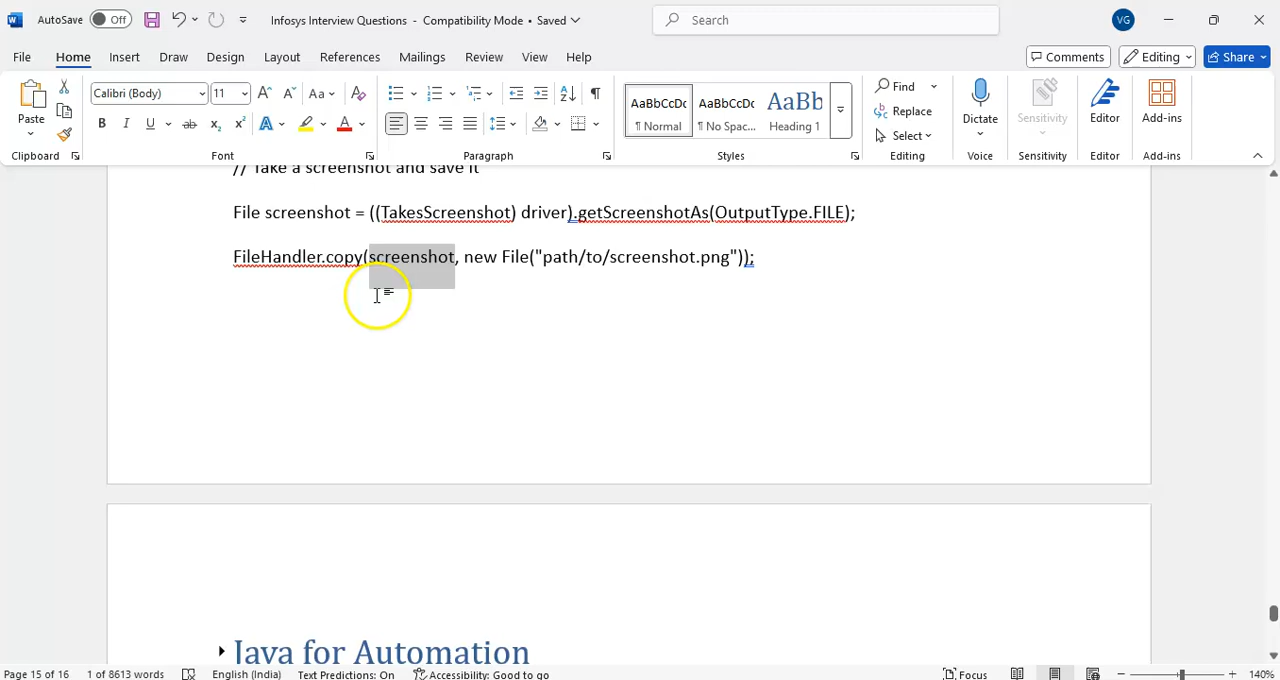 AutoSave Off Infosys Interview Questions - Compatibility Mode • Saved Search VG
File Home Insert Draw Design Layout References Mailings Review View Help Comments Editing Share
Calibri (Body) 11 Aa AaBbCcDc AaBbCcDc AaBb Find
Paste ¶ Normal ¶ No Spac... Heading 1 Replace Dictate Sensitivity Editor Add-ins
B I U ab x₂ x² A A Select
Clipboard Font Paragraph Styles Editing Voice Sensitivity Editor Add-ins
// Take a screenshot and save it
File screenshot = ((TakesScreenshot) driver).getScreenshotAs(OutputType.FILE);
FileHandler.copy(screenshot, new File("path/to/screenshot.png"));
Java for Automation
Page 15 of 16 1 of 8613 words English (India) Text Predictions: On Accessibility: Good to go Focus 140%